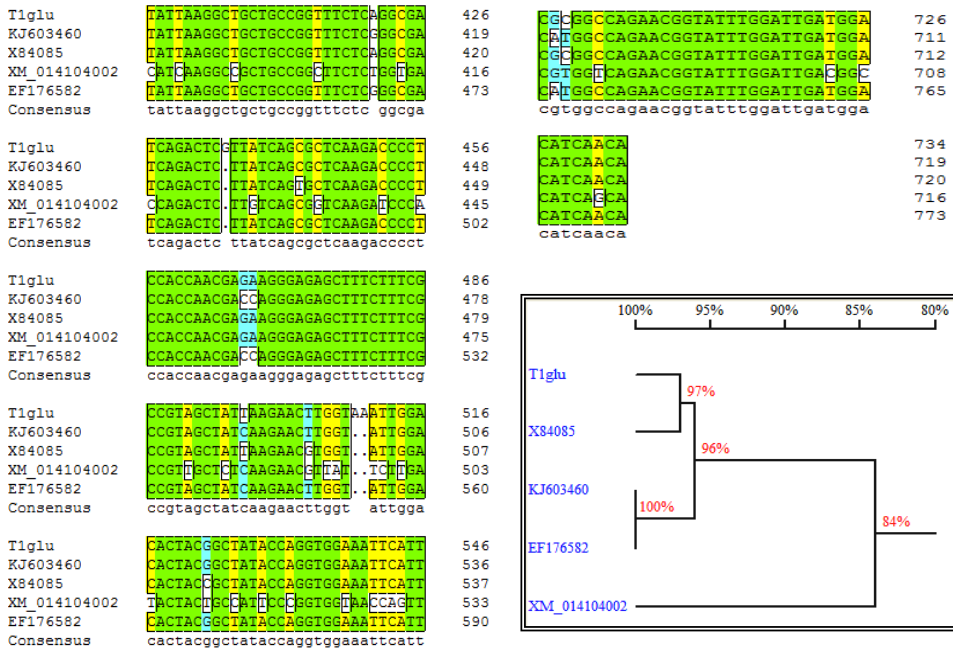 T1glu TATTAAGGCTGCTGCCGGTTTCTCAGGCGA 426
KJ603460 TATTAAGGCTGCTGCCGGTTTCTCGGGCGA 419
X84085 TATTAAGGCTGCTGCCGGTTTCTCAGGCGA 420
XM_014104002 CATCAAGGCCGCTGCCGGCTTCTCTGGTGA 416
EF176582 TATTAAGGCTGCTGCCGGTTTCTCGGGCGA 473
Consensus tattaaggctgctgccggtttctc ggcga
T1glu TCAGACTCGTTATCAGCGCTCAAGACCCCT 456
KJ603460 TCAGACTC.TTATCAGCGCTCAAGACCCCT 448
X84085 TCAGACTC.TTATCAGTGCTCAAGACCCCT 449
XM_014104002 CCAGACTC.TTGTCAGCGGTCAAGATCCCA 445
EF176582 TCAGACTC.TTATCAGCGCTCAAGACCCCT 502
Consensus tcagactc ttatcagcgctcaagacccct
T1glu CCACCAACGAGAAGGGAGAGCTTTCTTTCG 486
KJ603460 CCACCAACGACCAGGGAGAGCTTTCTTTCG 478
X84085 CCACCAACGAGAAGGGAGAGCTTTCTTTCG 479
XM_014104002 CCACCAACGAGAAGGGAGAGCTTTCTTTCG 475
EF176582 CCACCAACGACCAGGGAGAGCTTTCTTTCG 532
Consensus ccaccaacgagaagggagagctttctttcg
T1glu CCGTAGCTATTAAGAACTTGGTAAATTGGA 516
KJ603460 CCGTAGCTATCAAGAACTTGGT..ATTGGA 506
X84085 CCGTAGCTATTAAGAACGTGGT..ATTGGA 507
XM_014104002 CCGTTGCTCTCAAGAACGTTAT..TCTTGA 503
EF176582 CCGTAGCTATCAAGAACTTGGT..ATTGGA 560
Consensus ccgtagctatcaagaacttggt attgga
T1glu CACTACGGCTATACCAGGTGGAAATTCATT 546
KJ603460 CACTACGGCTATACCAGGTGGAAATTCATT 536
X84085 CACTACCGCTATACCAGGTGGAAATTCATT 537
XM_014104002 TACTACTGCCATTCCCGGTGGTAACCAGTT 533
EF176582 CACTACGGCTATACCAGGTGGAAATTCATT 590
Consensus cactacggctataccaggtggaaattcatt
CGCGGCCAGAACGGTATTTGGATTGATGGA 726
CATGGCCAGAACGGTATTTGGATTGATGGA 711
CGCGGCCAGAACGGTATTTGGATTGATGGA 712
CGTGGTCAGAACGGTATTTGGATTGACGGC 708
CATGGCCAGAACGGTATTTGGATTGATGGA 765
cgtggccagaacggtatttggattgatgga
CATCAACA 734
CATCAACA 719
CATCAACA 720
CATCAGCA 716
CATCAACA 773
catcaaca
100% 95% 90% 85% 80%
T1glu
97%
X84085
96%
KJ603460
100%
84%
EF176582
XM_014104002